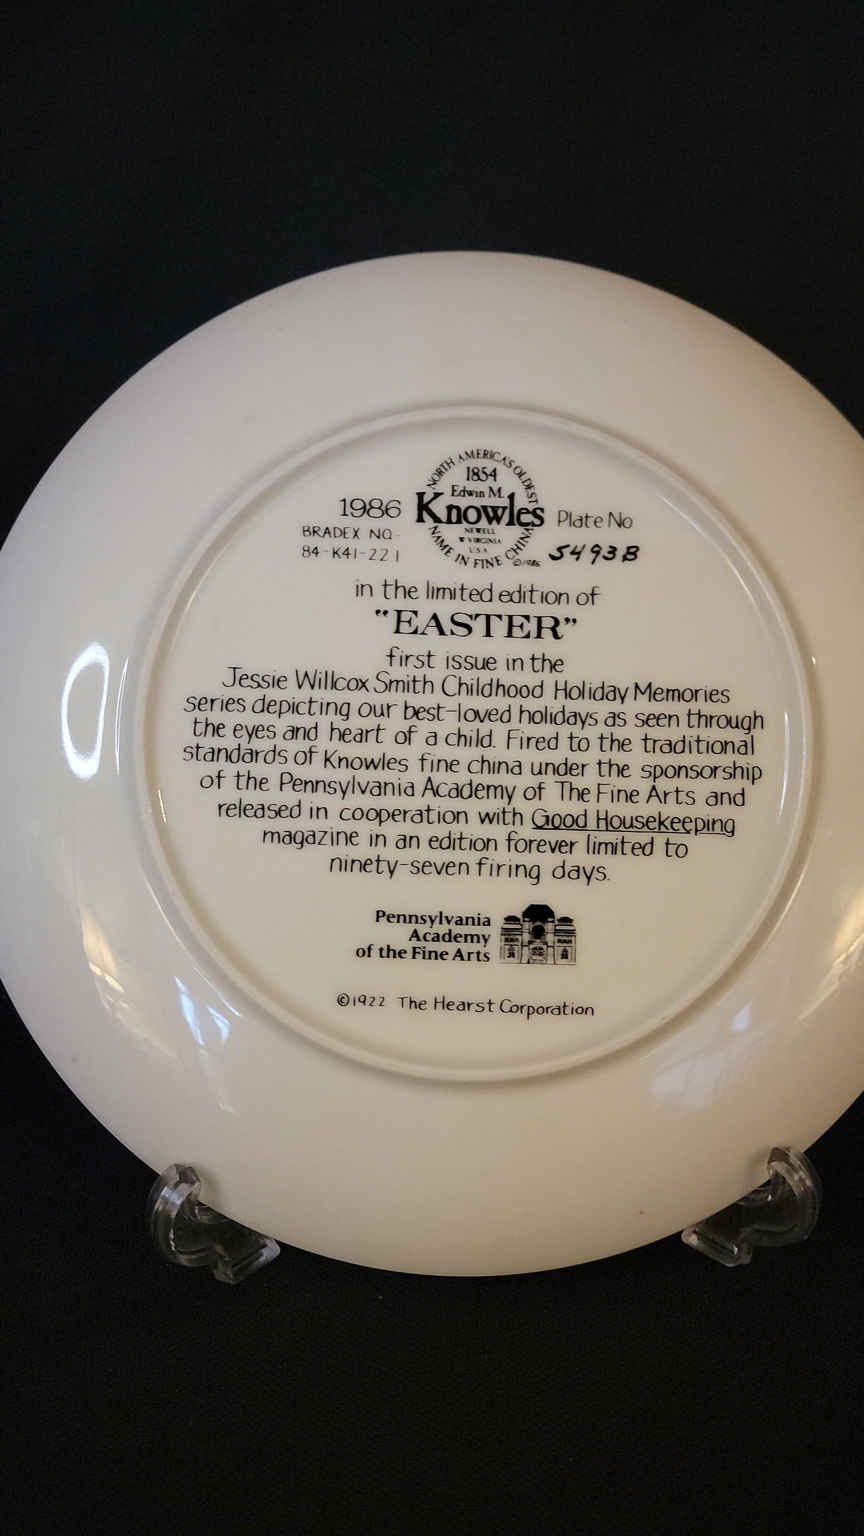 NORTH AMERICA'S OLDEST
1854
Edwin M.
1986 Knowles Plate No
BRADEX NO.
NEWELL
W VIRGINIA
U S A
84-K41-221
5493B
NAME IN FINE CHINA
in the limited edition of
"EASTER"
first issue in the
Jessie Willcox Smith Childhood Holiday Memories
series depicting our best-loved holidays as seen through
the eyes and heart of a child. Fired to the traditional
standards of Knowles fine china under the sponsorship
of the Pennsylvania Academy of The Fine Arts and
released in cooperation with Good Housekeeping
magazine in an edition forever limited to
ninety-seven firing days.
Pennsylvania
Academy
of the Fine Arts
©1922 The Hearst Corporation